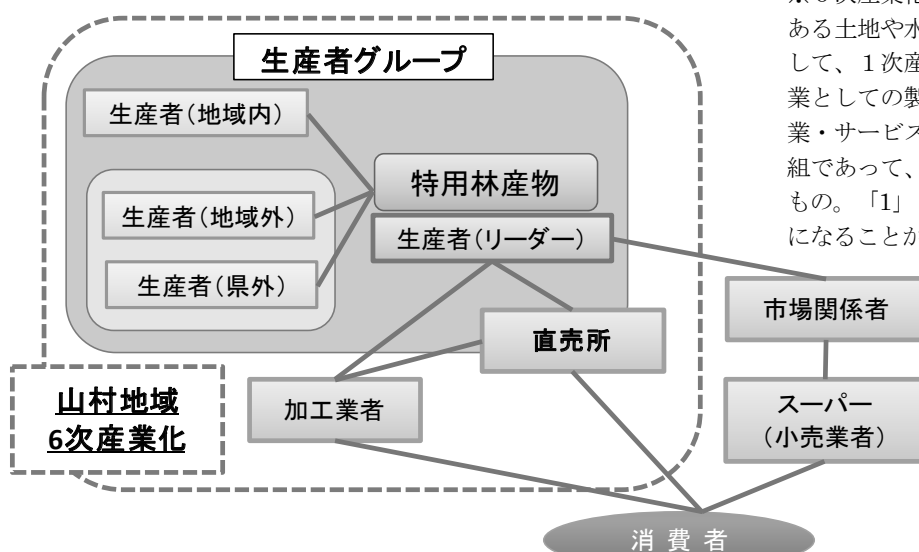 生産者グループ
生産者（地域内）
特用林産物
生産者（地域外）
生産者（リーダー）
生産者（県外）
直売所
山村地域
6次産業化
加工業者
市場関係者
スーパー
（小売業者）
消費者
ある土地や水
して、１次産
業としての製
業・サービス
組であって、
もの。「1」
になることか